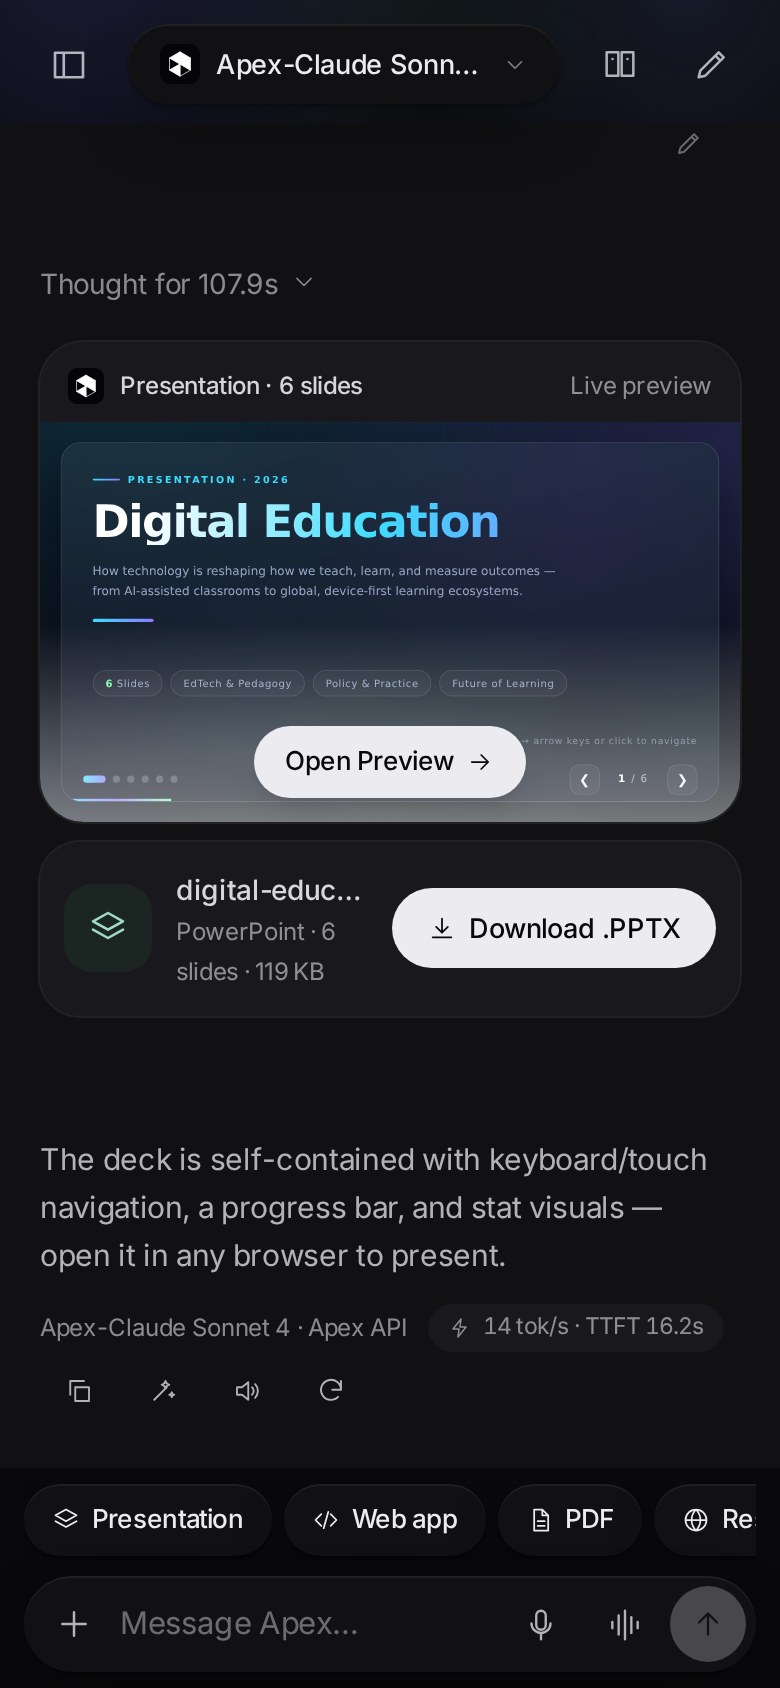 Apex-Claude Sonn...
Thought for 107.9s
Presentation · 6 slides
Live preview
PRESENTATION · 2026
Digital Education
How technology is reshaping how we teach, learn, and measure outcomes —
from AI-assisted classrooms to global, device-first learning ecosystems.
6 Slides
EdTech & Pedagogy
Policy & Practice
Future of Learning
→ arrow keys or click to navigate
Open Preview →
1 / 6
digital-educ...
PowerPoint · 6
slides · 119 KB
Download .PPTX
The deck is self-contained with keyboard/touch
navigation, a progress bar, and stat visuals —
open it in any browser to present.
Apex-Claude Sonnet 4 · Apex API
14 tok/s · TTFT 16.2s
Presentation
Web app
PDF
Re
Message Apex...